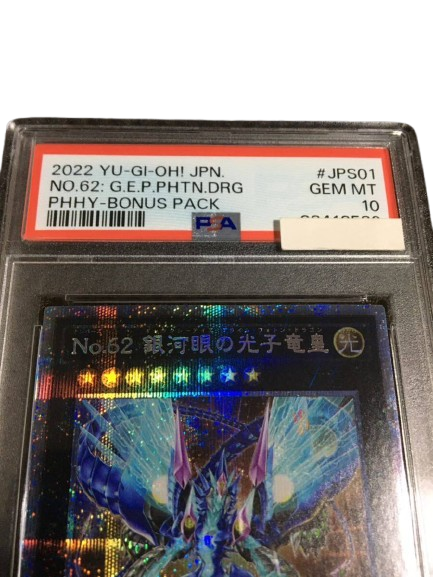 2022 YU-GI-OH! JPN. #JPS01
NO.62: G.E.P.PHTN.DRG GEM MT
PHHY-BONUS PACK 10
PSA
No.62 銀河眼の光子竜皇 光